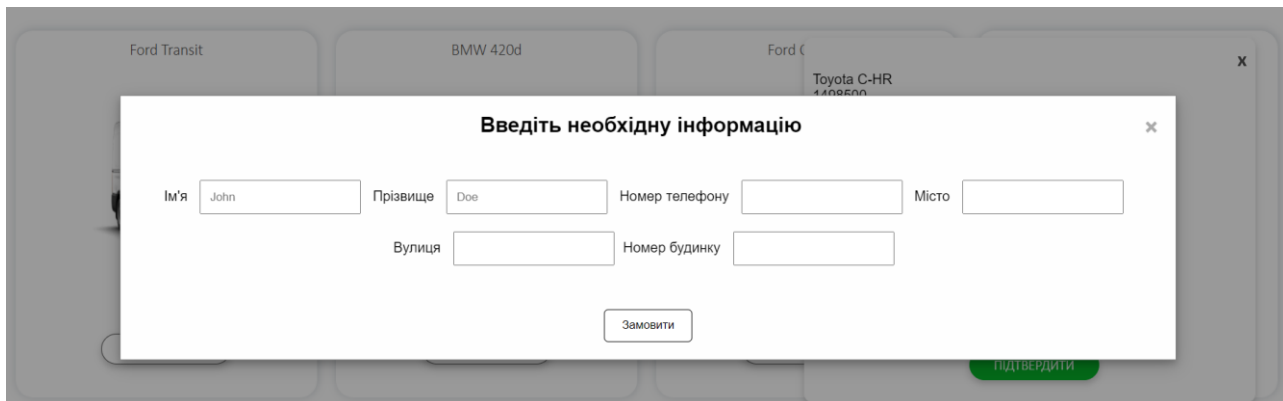 Ford Transit
BMW 420d
Ford
X
Toyota C-HR
1498500
Введіть необхідну інформацію
×
Ім'я John Прізвище Doe Номер телефону Місто
Вулиця Номер будинку
Замовити
ПІДТВЕРДИТИ